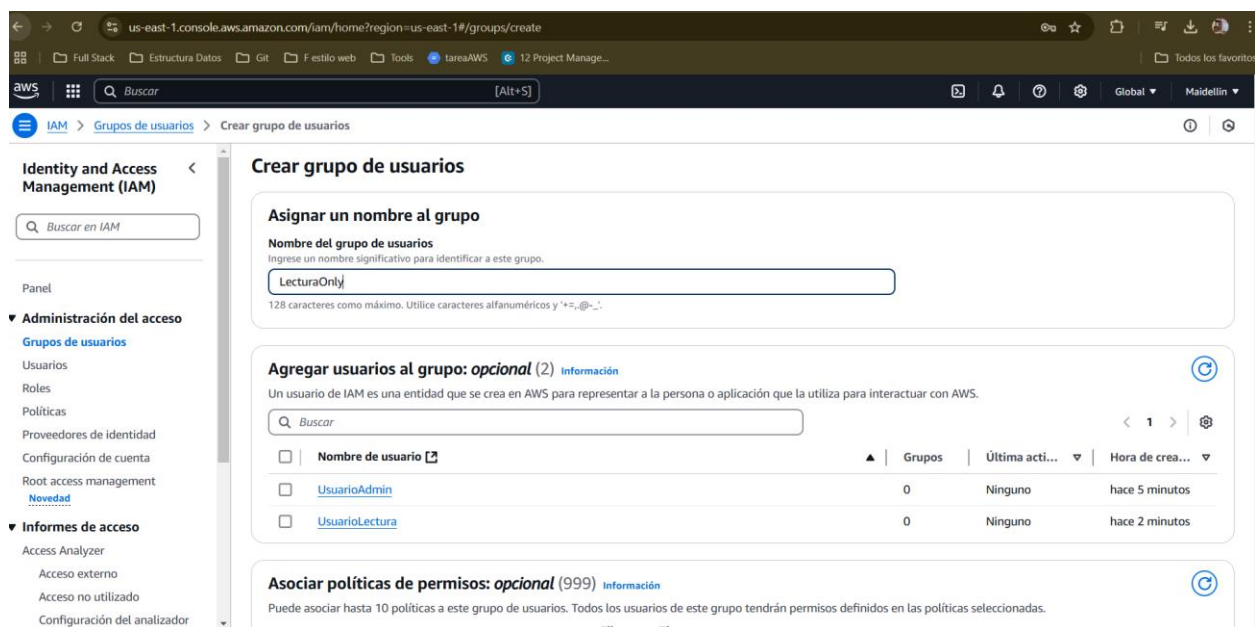 us-east-1.console.aws.amazon.com/iam/home?region=us-east-1#/groups/create
Full Stack Estructura Datos Git F estilo web Tools tareaAWS 12 Project Manage... Todos los favoritos
aws Buscar [Alt+S] Global Maidellin
IAM > Grupos de usuarios > Crear grupo de usuarios
Identity and Access Management (IAM)
Buscar en IAM
Panel
Administración del acceso
Grupos de usuarios
Usuarios
Roles
Políticas
Proveedores de identidad
Configuración de cuenta
Root access management
Novedad
Informes de acceso
Access Analyzer
Acceso externo
Acceso no utilizado
Configuración del analizador
Crear grupo de usuarios
Asignar un nombre al grupo
Nombre del grupo de usuarios
Ingrese un nombre significativo para identificar a este grupo.
LecturaOnly
128 caracteres como máximo. Utilice caracteres alfanuméricos y '+=,.@-_'.
Agregar usuarios al grupo: opcional (2) Información
Un usuario de IAM es una entidad que se crea en AWS para representar a la persona o aplicación que la utiliza para interactuar con AWS.
Buscar
1
Nombre de usuario Grupos Última acti... Hora de crea...
UsuarioAdmin 0 Ninguno hace 5 minutos
UsuarioLectura 0 Ninguno hace 2 minutos
Asociar políticas de permisos: opcional (999) Información
Puede asociar hasta 10 políticas a este grupo de usuarios. Todos los usuarios de este grupo tendrán permisos definidos en las políticas seleccionadas.